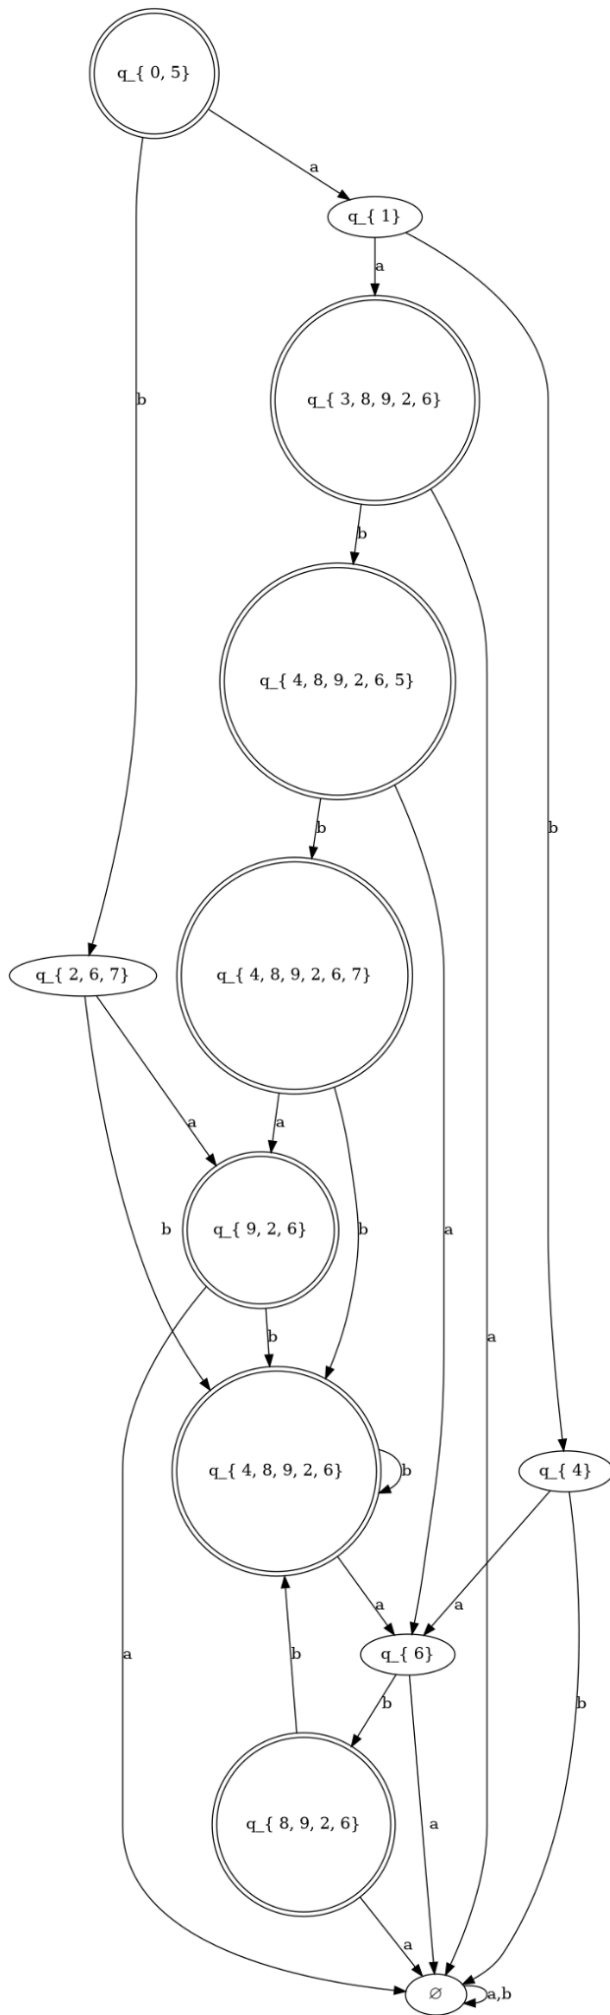 q_{ 0, 5}
a
q_{ 1}
a
b
q_{ 3, 8, 9, 2, 6}
b
q_{ 4, 8, 9, 2, 6, 5}
b
b
q_{ 2, 6, 7}
q_{ 4, 8, 9, 2, 6, 7}
a
a
b
q_{ 9, 2, 6}
b
a
b
a
q_{ 4, 8, 9, 2, 6}
b
q_{ 4}
a
a
q_{ 6}
a
b
b
b
q_{ 8, 9, 2, 6}
a
a
∅
a,b